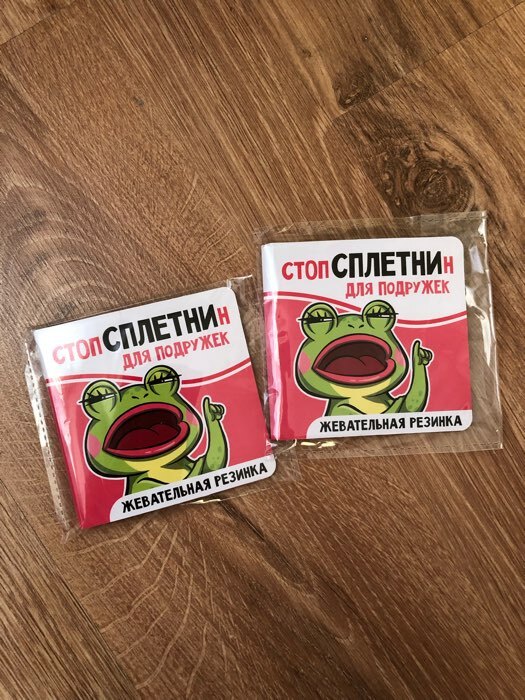 СТОПСПЛЕТНИН
ДЛЯ ПОДРУЖЕК
ЖЕВАТЕЛЬНАЯ РЕЗИНКА
СТОПСПЛЕТНИН
ДЛЯ ПОДРУЖЕК
ЖЕВАТЕЛЬНАЯ РЕЗИНКА